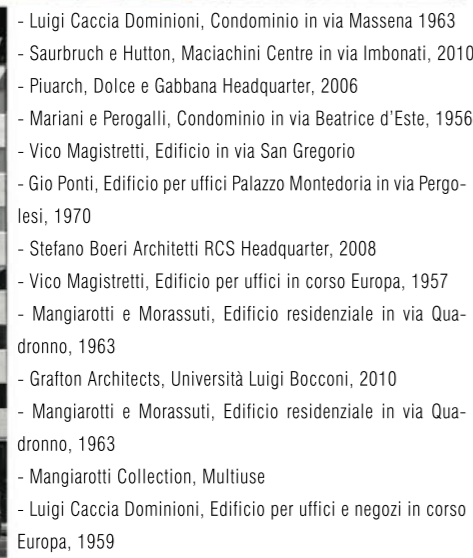 - Luigi Caccia Dominioni, Condominio in via Massena 1963
- Saurbruch e Hutton, Maciachini Centre in via Imbonati, 2010
- Piuarch, Dolce e Gabbana Headquarter, 2006
- Mariani e Perogalli, Condominio in via Beatrice d'Este, 1956
- Vico Magistretti, Edificio in via San Gregorio
- Gio Ponti, Edificio per uffici Palazzo Montedoria in via Pergo-
lesi, 1970
- Stefano Boeri Architetti RCS Headquarter, 2008
- Vico Magistretti, Edificio per uffici in corso Europa, 1957
- Mangiarotti e Morassuti, Edificio residenziale in via Qua-
dronno, 1963
- Grafton Architects, Università Luigi Bocconi, 2010
- Mangiarotti e Morassuti, Edificio residenziale in via Qua-
dronno, 1963
- Mangiarotti Collection, Multiuse
- Luigi Caccia Dominioni, Edificio per uffici e negozi in corso
Europa, 1959